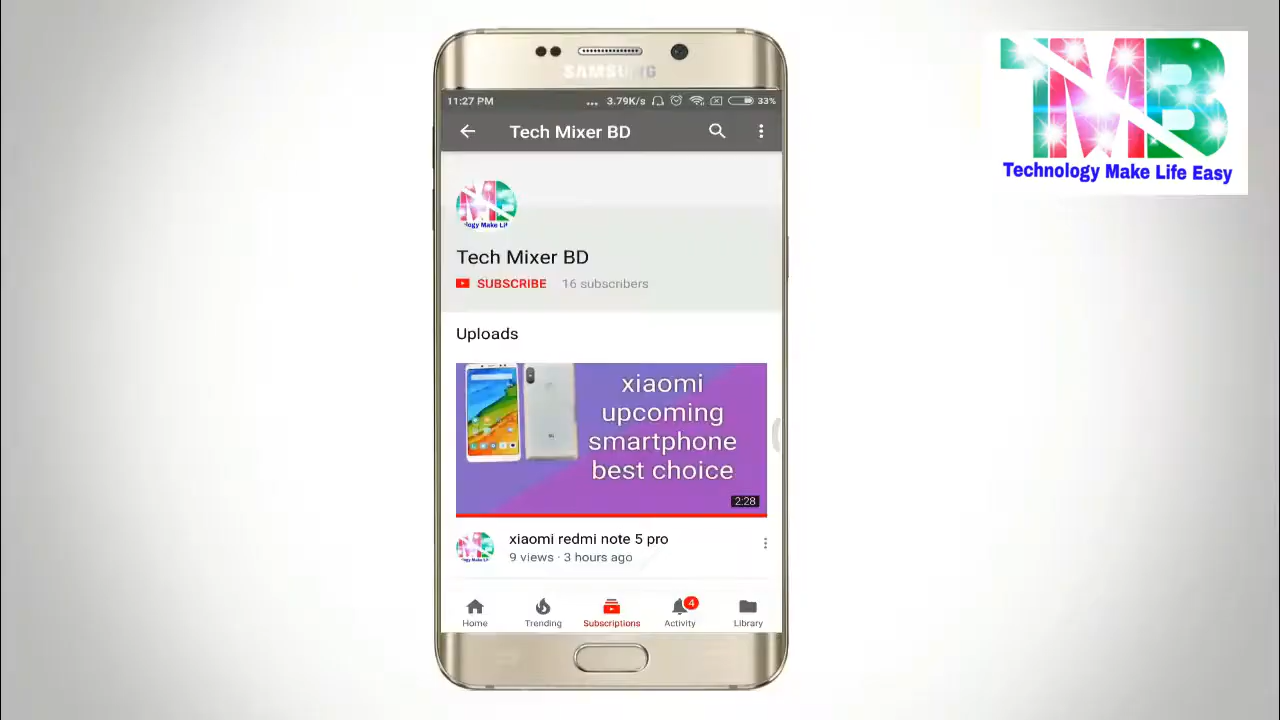 SAMSUNG
TMB
Technology Make Life Easy
11:27 PM ... 3.79K/s 33%
Tech Mixer BD
Tech Mixer BD
SUBSCRIBE 16 subscribers
Uploads
xiaomi
upcoming
smartphone
best choice
2:28
xiaomi redmi note 5 pro
9 views · 3 hours ago
4
Home Trending Subscriptions Activity Library